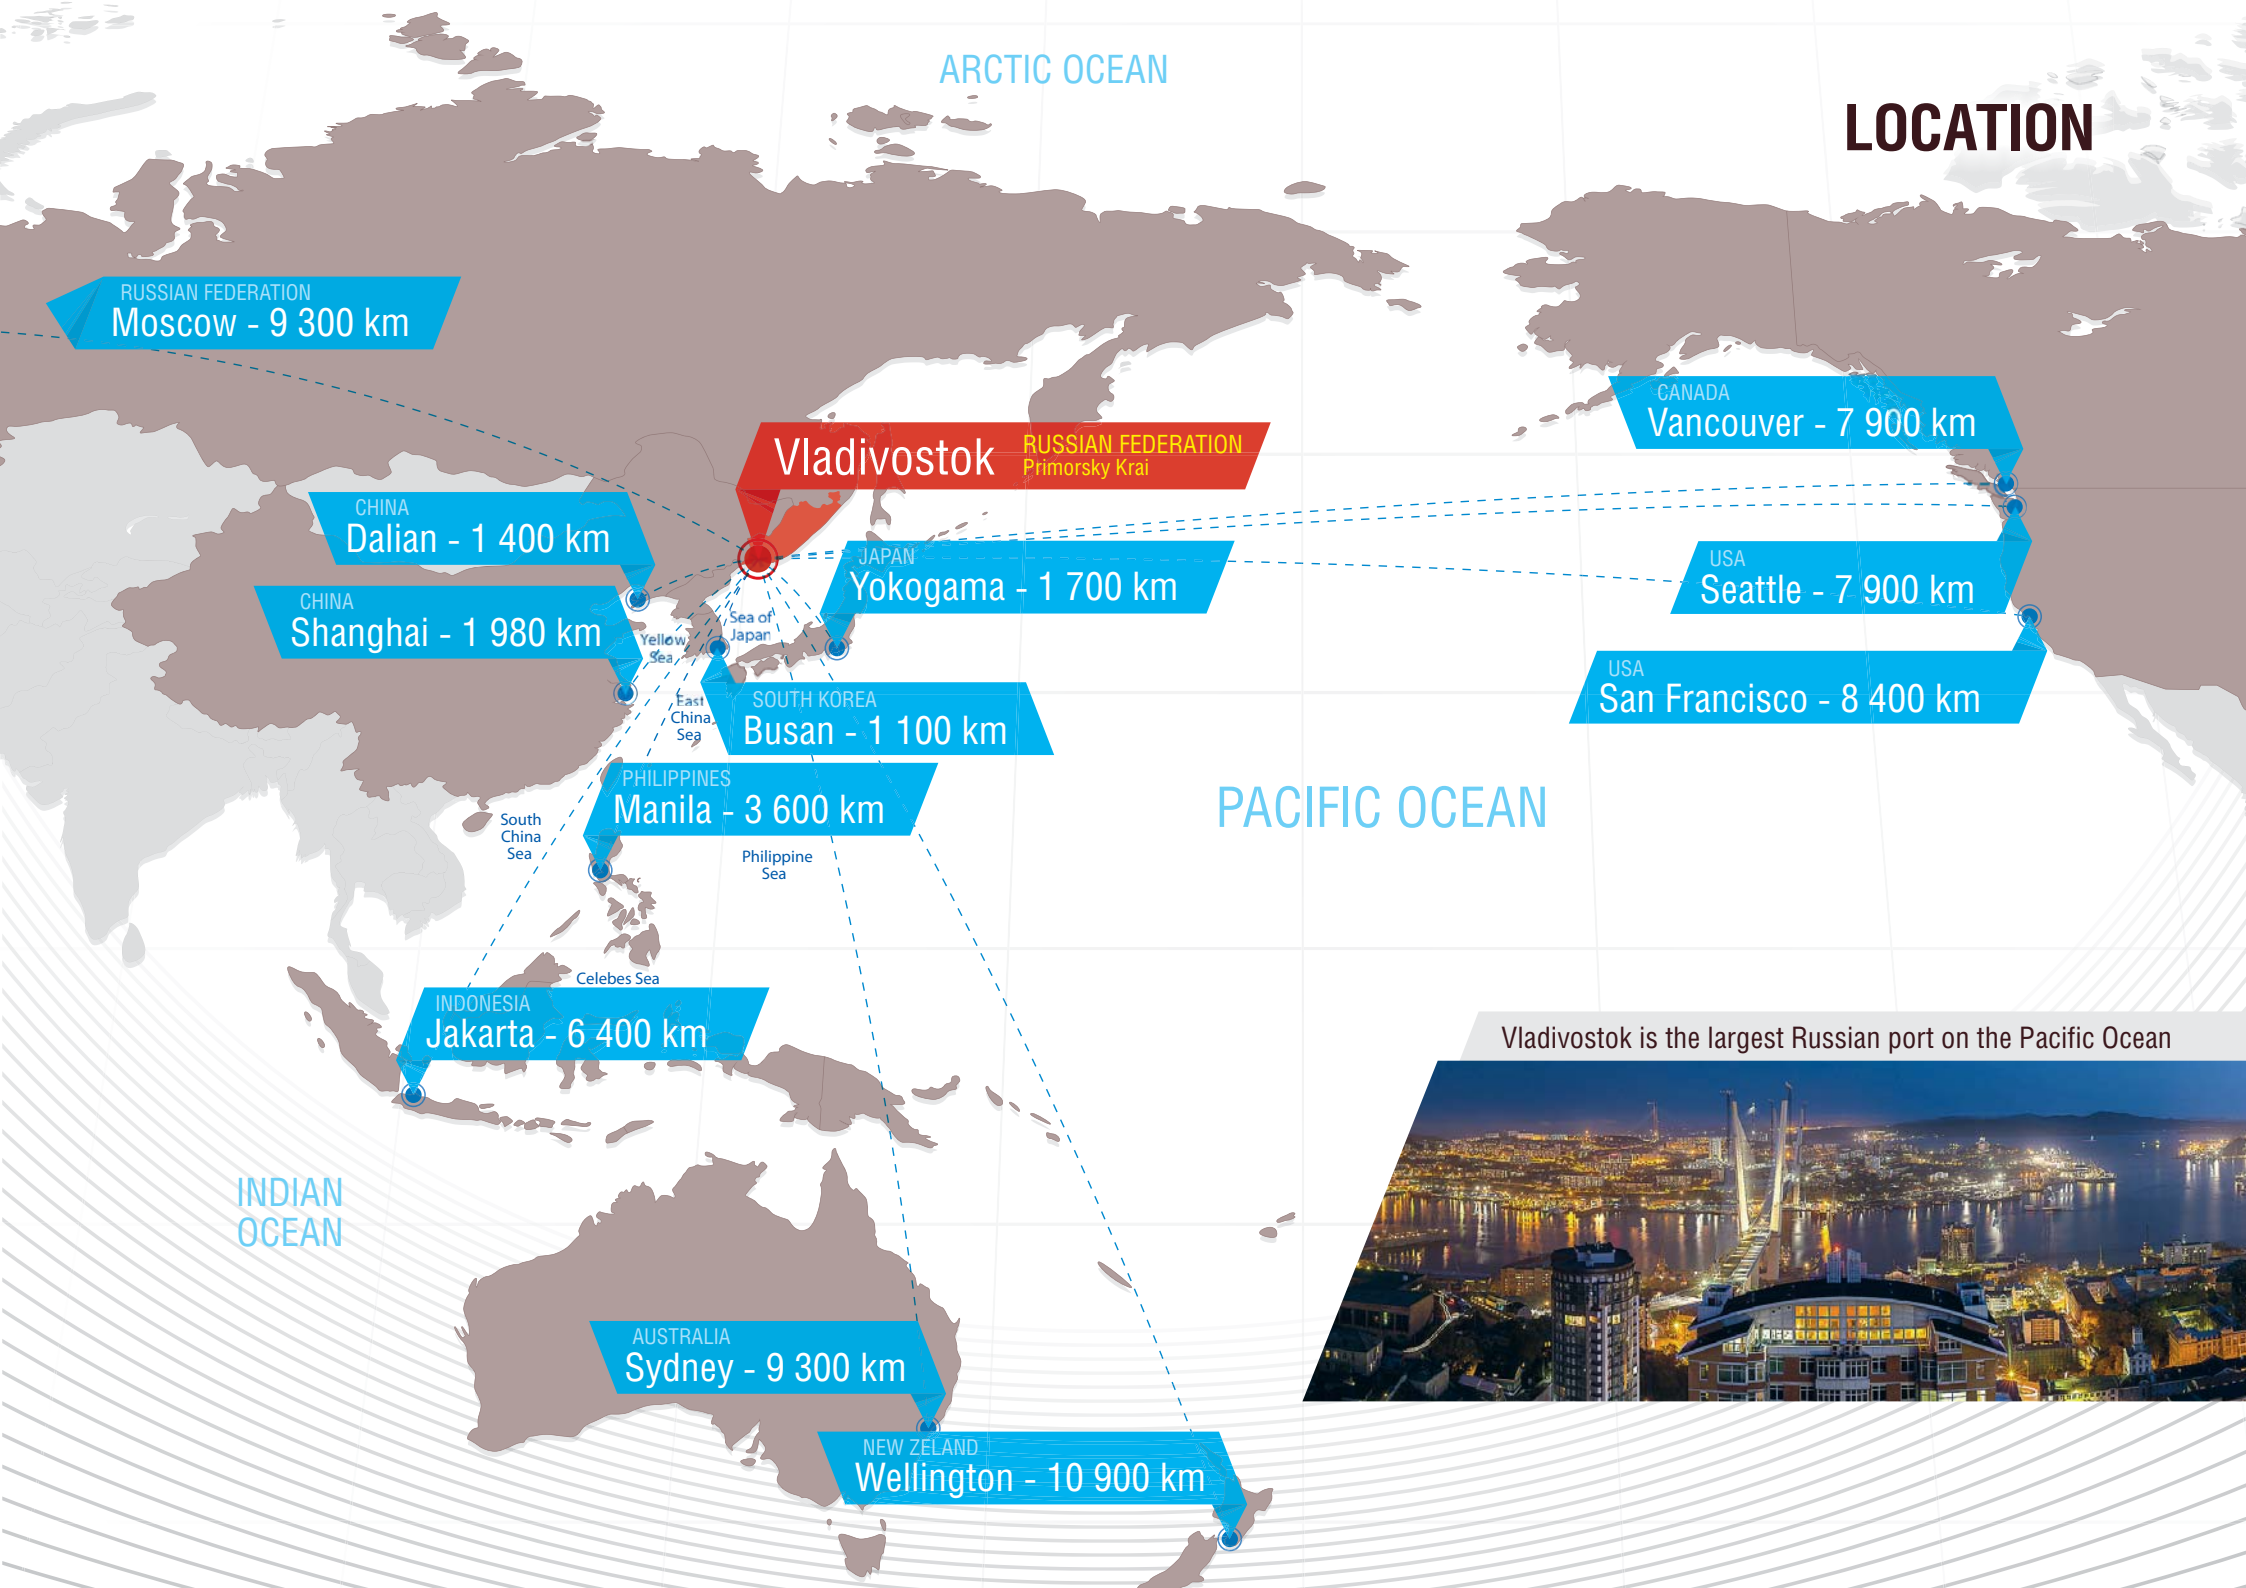 ARCTIC OCEAN
LOCATION
RUSSIAN FEDERATION
Moscow - 9 300 km
CANADA
Vancouver - 7 900 km
Vladivostok
RUSSIAN FEDERATION
Primorsky Krai
CHINA
Dalian - 1 400 km
JAPAN
Yokogama - 1 700 km
USA
Seattle - 7 900 km
CHINA
Shanghai - 1 980 km
Sea of
Japan
Yellow
Sea
USA
San Francisco - 8 400 km
East
China
Sea
SOUTH KOREA
Busan - 1 100 km
PHILIPPINES
Manila - 3 600 km
PACIFIC OCEAN
South
China
Sea
Philippine
Sea
Celebes Sea
INDONESIA
Jakarta - 6 400 km
Vladivostok is the largest Russian port on the Pacific Ocean
INDIAN
OCEAN
AUSTRALIA
Sydney - 9 300 km
NEW ZELAND
Wellington - 10 900 km